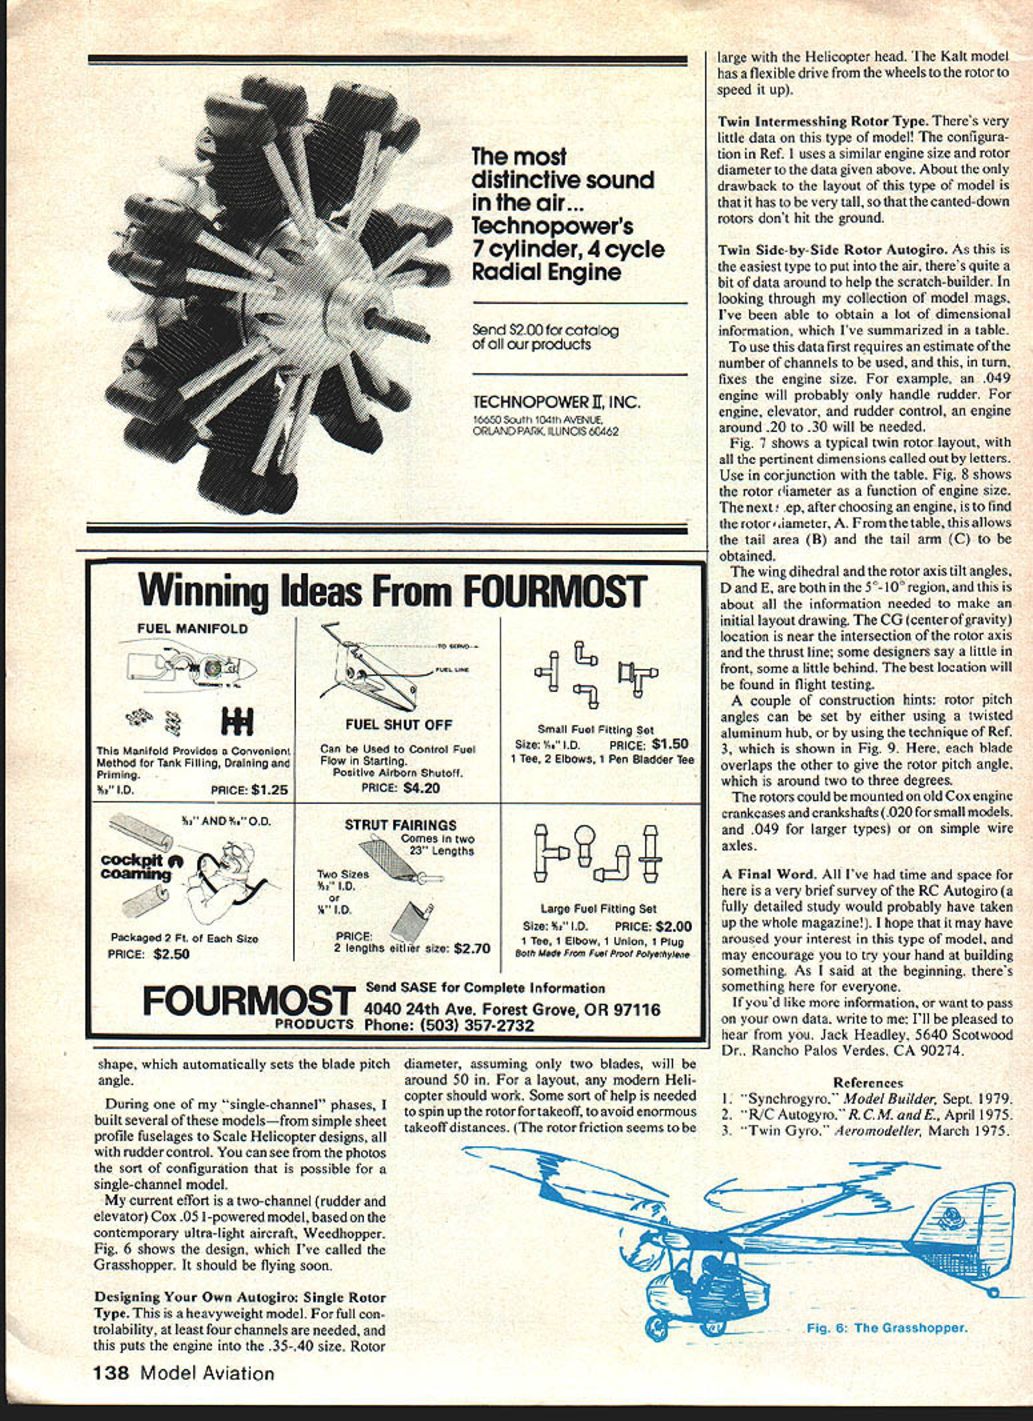 The most
distinctive sound
in the air...
Technopower's
7 cylinder, 4 cycle
Radial Engine
Send $2.00 for catalog
of all our products
TECHNOPOWER II, INC.
16650 South 104th AVENUE,
ORLAND PARK, ILLINOIS 60462
Winning Ideas From FOURMOST
FUEL MANIFOLD
This Manifold Provides a Convenient
Method for Tank Filling, Draining and
Priming.
I.D. PRICE: $1.25
TO SERVO
FUEL LINE
FUEL SHUT OFF
Can be Used to Control Fuel
Flow in Starting.
Positive Airborn Shutoff.
PRICE: $4.20
Small Fuel Fitting Set
Size: I.D. PRICE: $1.50
1 Tee, 2 Elbows, 1 Pen Bladder Tee
AND O.D.
cockpit
coaming
Packaged 2 Ft. of Each Size
PRICE: $2.50
STRUT FAIRINGS
Comes in two
23" Lengths
Two Sizes
I.D.
or
I.D.
PRICE:
2 lengths either size: $2.70
Large Fuel Fitting Set
Size: I.D. PRICE: $2.00
1 Tee, 1 Elbow, 1 Union, 1 Plug
Both Made From Fuel Proof Polyethylene
FOURMOST
PRODUCTS
Send SASE for Complete Information
4040 24th Ave. Forest Grove, OR 97116
Phone: (503) 357-2732
shape, which automatically sets the blade pitch
angle.
During one of my "single-channel" phases, I
built several of these models—from simple sheet
profile fuselages to Scale Helicopter designs, all
with rudder control. You can see from the photos
the sort of configuration that is possible for a
single-channel model.
My current effort is a two-channel (rudder and
elevator) Cox .051-powered model, based on the
contemporary ultra-light aircraft, Weedhopper.
Fig. 6 shows the design, which I've called the
Grasshopper. It should be flying soon.
Designing Your Own Autogiro: Single Rotor
Type. This is a heavyweight model. For full con-
trolability, at least four channels are needed, and
this puts the engine into the .35-.40 size. Rotor
diameter, assuming only two blades, will be
around 50 in. For a layout, any modern Heli-
copter should work. Some sort of help is needed
to spin up the rotor for takeoff, to avoid enormous
takeoff distances. (The rotor friction seems to be
large with the Helicopter head. The Kalt model
has a flexible drive from the wheels to the rotor to
speed it up).
Twin Intermesshing Rotor Type. There's very
little data on this type of model! The configura-
tion in Ref. 1 uses a similar engine size and rotor
diameter to the data given above. About the only
drawback to the layout of this type of model is
that it has to be very tall, so that the canted-down
rotors don't hit the ground.
Twin Side-by-Side Rotor Autogiro. As this is
the easiest type to put into the air, there's quite a
bit of data around to help the scratch-builder. In
looking through my collection of model mags,
I've been able to obtain a lot of dimensional
information, which I've summarized in a table.
To use this data first requires an estimate of the
number of channels to be used, and this, in turn,
fixes the engine size. For example, an .049
engine will probably only handle rudder. For
engine, elevator, and rudder control, an engine
around .20 to .30 will be needed.
Fig. 7 shows a typical twin rotor layout, with
all the pertinent dimensions called out by letters.
Use in conjunction with the table. Fig. 8 shows
the rotor diameter as a function of engine size.
The next step, after choosing an engine, is to find
the rotor diameter, A. From the table, this allows
the tail area (B) and the tail arm (C) to be
obtained.
The wing dihedral and the rotor axis tilt angles,
D and E, are both in the 5°-10° region, and this is
about all the information needed to make an
initial layout drawing. The CG (center of gravity)
location is near the intersection of the rotor axis
and the thrust line; some designers say a little in
front, some a little behind. The best location will
be found in flight testing.
A couple of construction hints: rotor pitch
angles can be set by either using a twisted
aluminum hub, or by using the technique of Ref.
3, which is shown in Fig. 9. Here, each blade
overlaps the other to give the rotor pitch angle,
which is around two to three degrees.
The rotors could be mounted on old Cox engine
crankcases and crankshafts (.020 for small models,
and .049 for larger types) or on simple wire
axles.
A Final Word. All I've had time and space for
here is a very brief survey of the RC Autogiro (a
fully detailed study would probably have taken
up the whole magazine!). I hope that it may have
aroused your interest in this type of model, and
may encourage you to try your hand at building
something. As I said at the beginning, there's
something here for everyone.
If you'd like more information, or want to pass
on your own data, write to me; I'll be pleased to
hear from you. Jack Headley, 5640 Scotwood
Dr., Rancho Palos Verdes, CA 90274.
References
1. "Synchrogyro," Model Builder, Sept. 1979.
2. "R/C Autogyro," R.C.M. and E., April 1975.
3. "Twin Gyro," Aeromodeller, March 1975.
Fig. 6: The Grasshopper.
138 Model Aviation